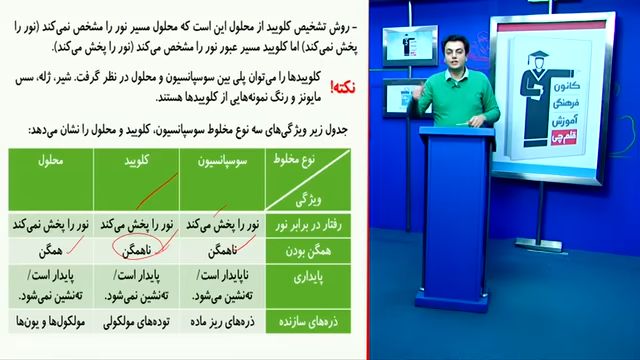 – روش تشخیص کلویید از محلول این است که محلول مسیر نور را مشخص نمی‌کند (نور را
پخش نمی‌کند) اما کلویید مسیر عبور نور را مشخص می‌کند (نور را پخش می‌کند).
نکته! کلوییدها را می‌توان پلی بین سوسپانسیون و محلول در نظر گرفت. شیر، ژله، سس
مایونز و رنگ نمونه‌هایی از کلوییدها هستند.
جدول زیر ویژگی‌های سه نوع مخلوط سوسپانسیون، کلویید و محلول را نشان می‌دهد:
نوع مخلوط سوسپانسیون کلویید محلول
ویژگی
رفتار در برابر نور نور را پخش می‌کند نور را پخش می‌کند نور را پخش نمی‌کند
همگن بودن ناهمگن ناهمگن همگن
پایداری ناپایدار است/ پایدار است/ پایدار است/
ته‌نشین می‌شود. ته‌نشین نمی‌شود. ته‌نشین نمی‌شود.
ذره‌های سازنده ذره‌های ریز ماده توده‌های مولکولی مولکول‌ها و یون‌ها
کانون
فرهنگی
آموزش
قلم‌چی